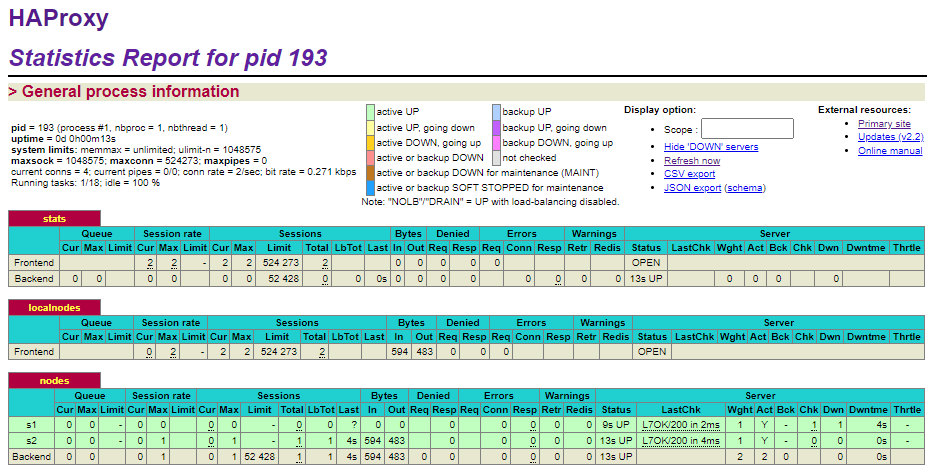 HAProxy
Statistics Report for pid 193
> General process information
pid = 193 (process #1, nbproc = 1, nbthread = 1)
uptime = 0d 0h00m13s
system limits: memmax = unlimited; ulimit-n = 1048575
maxsock = 1048575; maxconn = 524273; maxpipes = 0
current conns = 4; current pipes = 0/0; conn rate = 2/sec; bit rate = 0.271 kbps
Running tasks: 1/18; idle = 100 %
active UP
backup UP
active UP, going down
backup UP, going down
active DOWN, going up
backup DOWN, going up
active or backup DOWN
not checked
active or backup DOWN for maintenance (MAINT)
active or backup SOFT STOPPED for maintenance
Note: "NOLB"/"DRAIN" = UP with load-balancing disabled.
Display option:
Scope :
Hide 'DOWN' servers
Refresh now
CSV export
JSON export (schema)
External resources:
Primary site
Updates (v2.2)
Online manual
stats
Queue Session rate Sessions Bytes Denied Errors Warnings Server
Cur Max Limit Cur Max Limit Cur Max Limit Total LbTot Last In Out Req Resp Req Conn Resp Retr Redis Status LastChk Wght Act Bck Chk Dwn Dwntme Thrtle
Frontend 2 2 - 2 2 524 273 2 0 0 0 0 0 OPEN
Backend 0 0 0 0 0 0 52 428 0 0 0s 0 0 0 0 0 0 0 0 13s UP 0 0 0 0
localnodes
Queue Session rate Sessions Bytes Denied Errors Warnings Server
Cur Max Limit Cur Max Limit Cur Max Limit Total LbTot Last In Out Req Resp Req Conn Resp Retr Redis Status LastChk Wght Act Bck Chk Dwn Dwntme Thrtle
Frontend 0 2 - 2 2 524 273 2 594 483 0 0 0 OPEN
nodes
Queue Session rate Sessions Bytes Denied Errors Warnings Server
Cur Max Limit Cur Max Limit Cur Max Limit Total LbTot Last In Out Req Resp Req Conn Resp Retr Redis Status LastChk Wght Act Bck Chk Dwn Dwntme Thrtle
s1 0 0 - 0 0 0 0 - 0 0 ? 0 0 0 0 0 0 0 9s UP L7OK/200 in 2ms 1 Y - 1 1 4s -
s2 0 0 - 0 1 0 1 - 1 1 4s 594 483 0 0 0 0 0 13s UP L7OK/200 in 4ms 1 Y - 0 0 0s -
Backend 0 0 0 1 0 1 52 428 1 1 4s 594 483 0 0 0 0 0 0 13s UP 2 2 0 0 0s